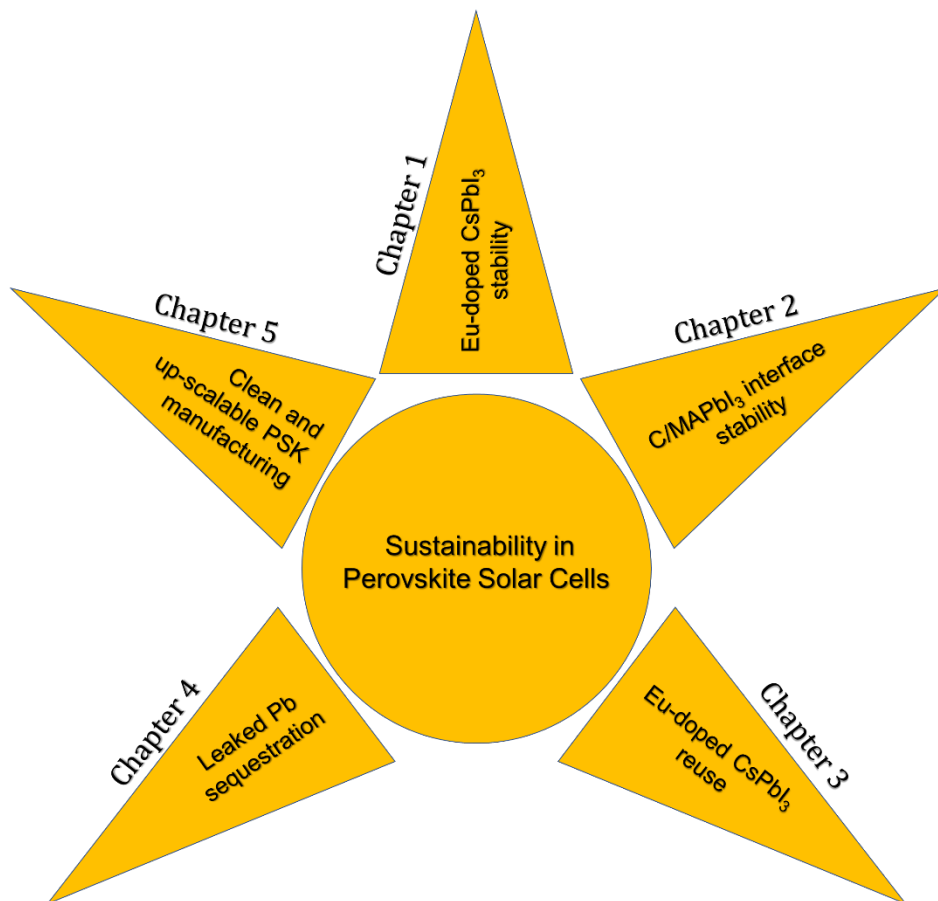 Chapter 1
Eu-doped CsPbI₃
stability
Chapter 2
C/MAPbI₃ interface
stability
Chapter 3
Eu-doped CsPbI₃
reuse
Chapter 4
Leaked Pb
sequestration
Chapter 5
Clean and
up-scalable PSK
manufacturing
Sustainability in
Perovskite Solar Cells